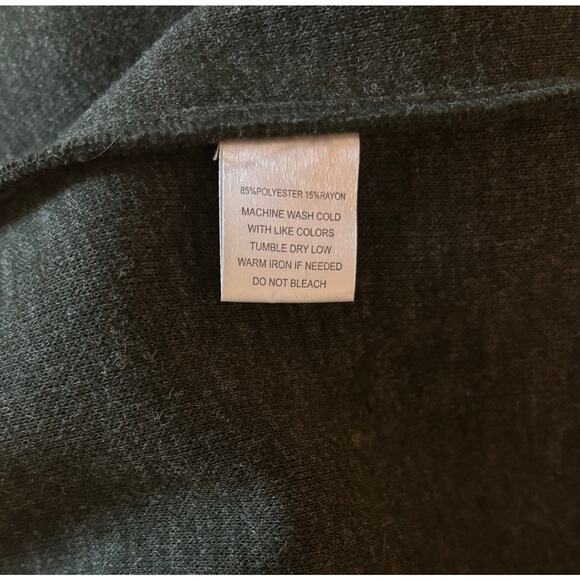 85%POLYESTER 15%RAYON
MACHINE WASH COLD
WITH LIKE COLORS
TUMBLE DRY LOW
WARM IRON IF NEEDED
DO NOT BLEACH